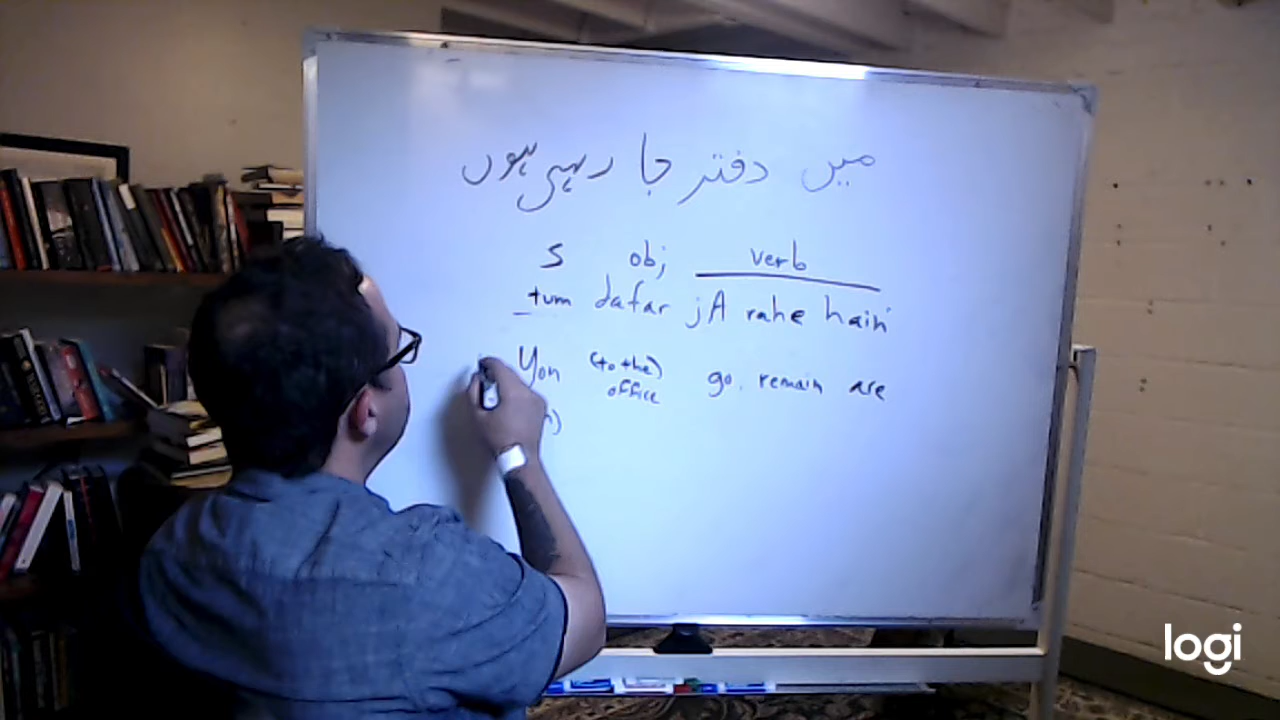 میں دفتر جا رہی ہوں
S obj verb
tum dafar jA rahe hain
You (to the) office go remain are
logi